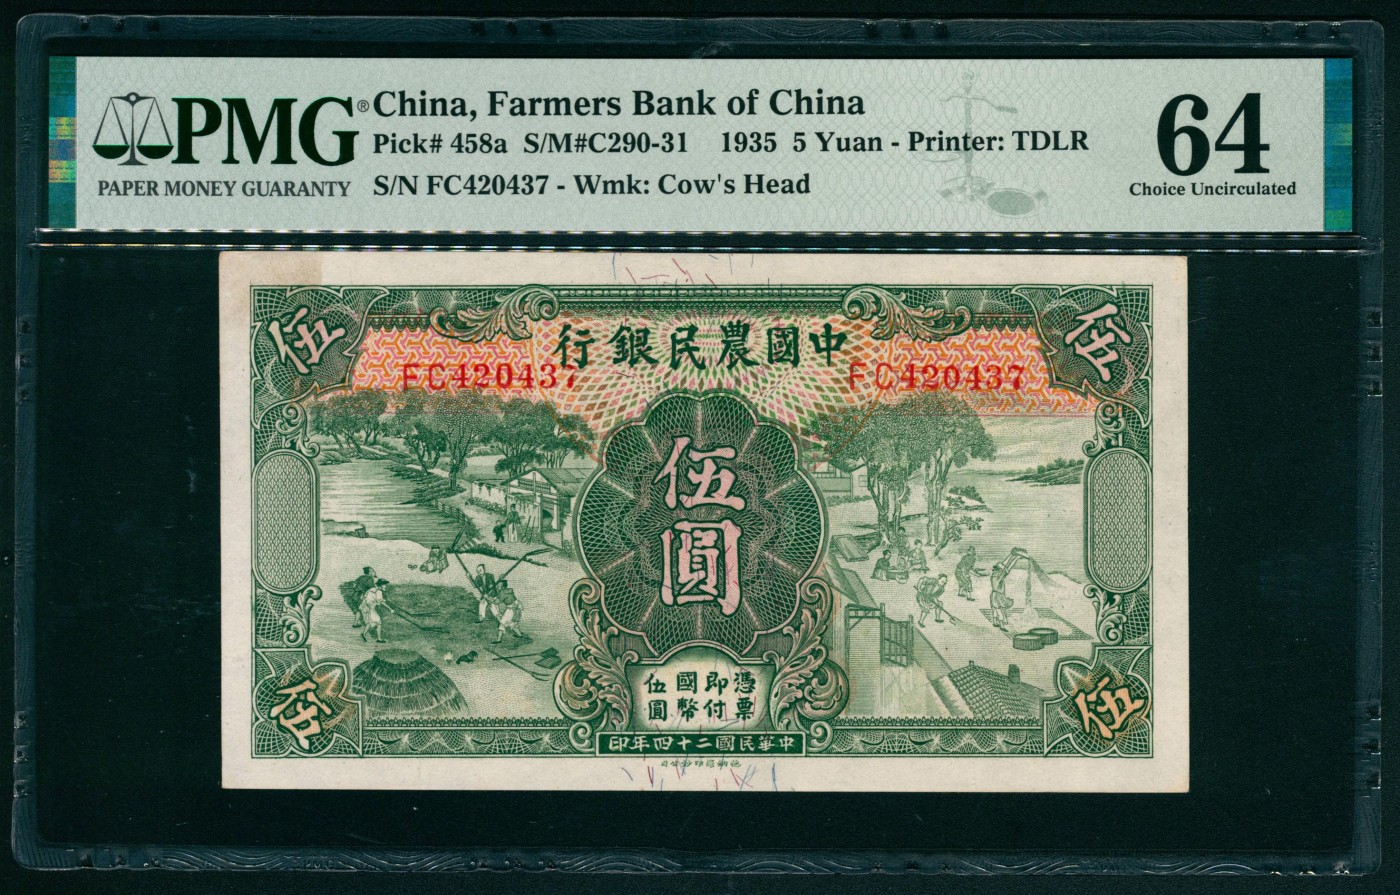 PMG®
PAPER MONEY GUARANTY
China, Farmers Bank of China
Pick# 458a S/M#C290-31 1935 5 Yuan - Printer: TDLR
S/N FC420437 - Wmk: Cow's Head
64
Choice Uncirculated
伍
伍
行銀民農國中
FC420437
FC420437
伍
圓
伍國即憑
圓幣付票
伍
伍
印年四十二國民華中